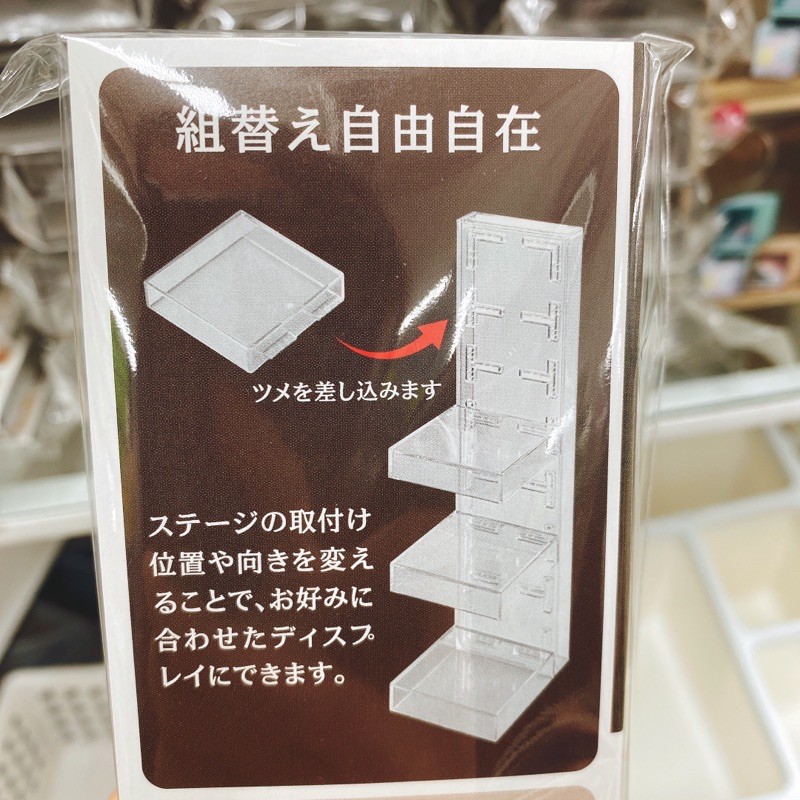 組替え自由自在
ツメを差し込みます
ステージの取付け
位置や向きを変え
ることで、お好みに
合わせたディスプ
レイにできます。